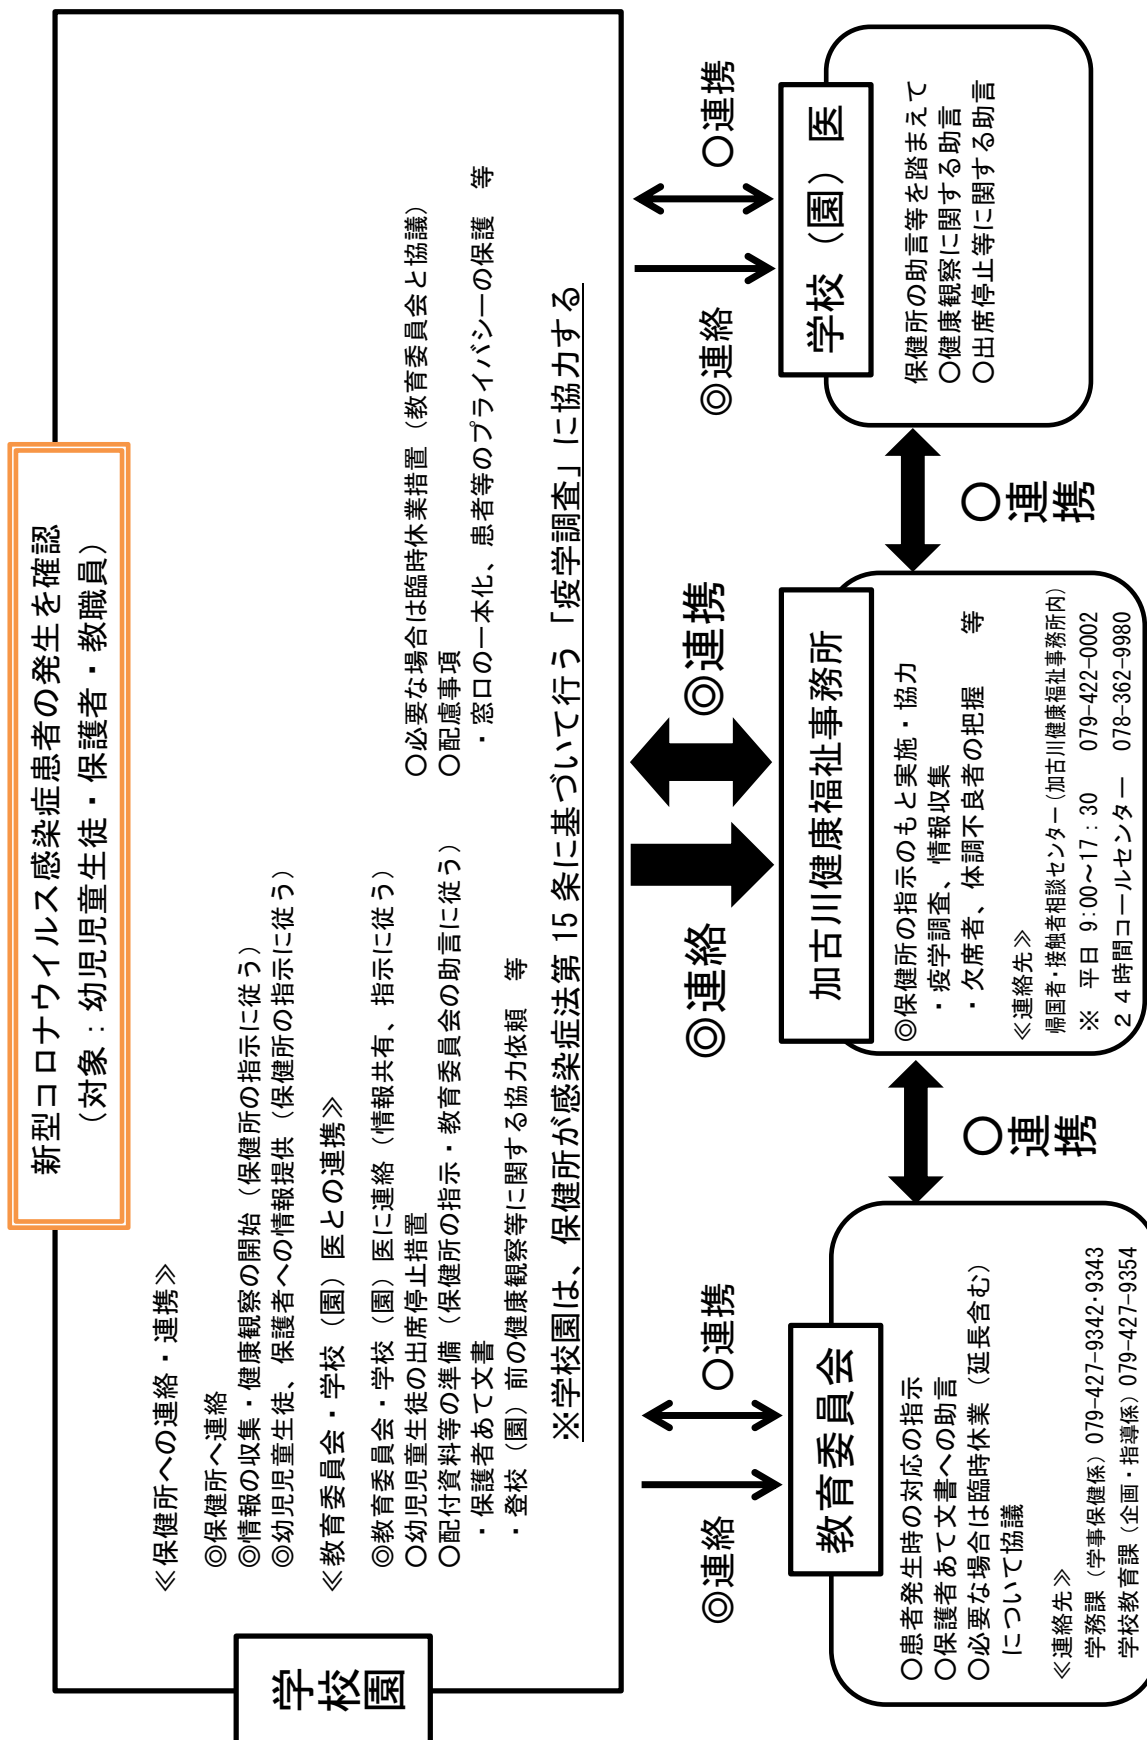 新型コロナウイルス感染症患者の発生を確認
（対象：幼児児童生徒・保護者・教職員）
学校園
≪保健所への連絡・連携≫
◎保健所へ連絡
◎情報の収集・健康観察の開始（保健所の指示に従う）
◎幼児児童生徒、保護者への情報提供（保健所の指示に従う）
≪教育委員会・学校（園）医との連携≫
◎教育委員会・学校（園）医に連絡（情報共有、指示に従う）
○幼児児童生徒の出席停止措置
○配付資料等の準備（保健所の指示・教育委員会の助言に従う）
・保護者あて文書
・登校（園）前の健康観察等に関する協力依頼　等
○必要な場合は臨時休業措置（教育委員会と協議）
○配慮事項
・窓口の一本化、患者等のプライバシーの保護　等
※学校園は、保健所が感染症法第15条に基づいて行う「疫学調査」に協力する
◎連絡
○連携
◎連絡
◎連携
◎連絡
○連携
教育委員会
○患者発生時の対応の指示
○保護者あて文書への助言
○必要な場合は臨時休業（延長含む）
について協議
≪連絡先≫
学務課（学事保健係）079-427-9342・9343
学校教育課（企画・指導係）079-427-9354
○連携
加古川健康福祉事務所
◎保健所の指示のもと実施・協力
・疫学調査、情報収集
・欠席者、体調不良者の把握　等
≪連絡先≫
帰国者・接触者相談センター（加古川健康福祉事務所内）
※　平日 9:00～17：30　079-422-0002
２４時間コールセンター　078-362-9980
○連携
学校（園）医
保健所の助言等を踏まえて
○健康観察に関する助言
○出席停止等に関する助言